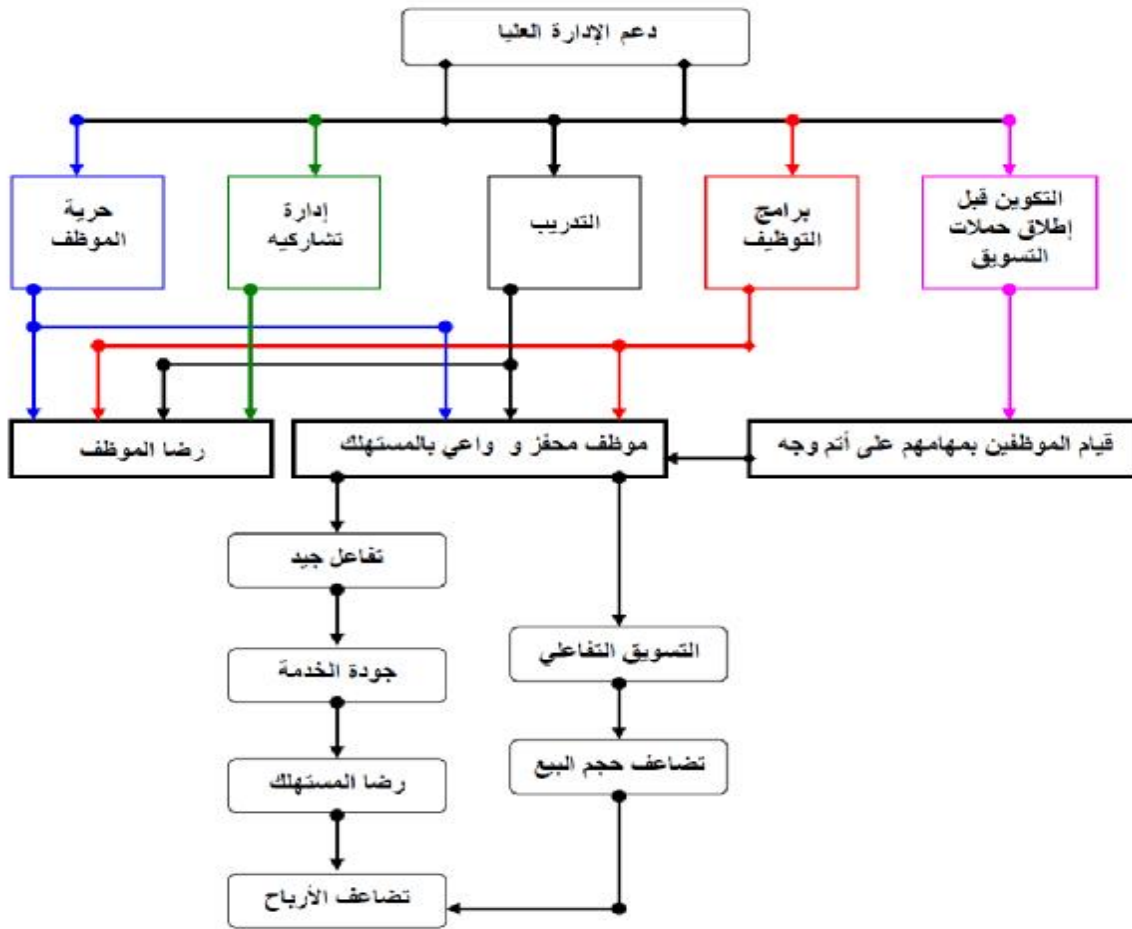 دعم الإدارة العليا
التكوين قبل
إطلاق حملات
التسويق
برامج
التوظيف
التدريب
إدارة
تشاركيه
حرية
الموظف
قيام الموظفين بمهامهم على أتم وجه
موظف محفز و واعي بالمستهلك
رضا الموظف
تفاعل جيد
التسويق التفاعلي
جودة الخدمة
تضاعف حجم البيع
رضا المستهلك
تضاعف الأرباح